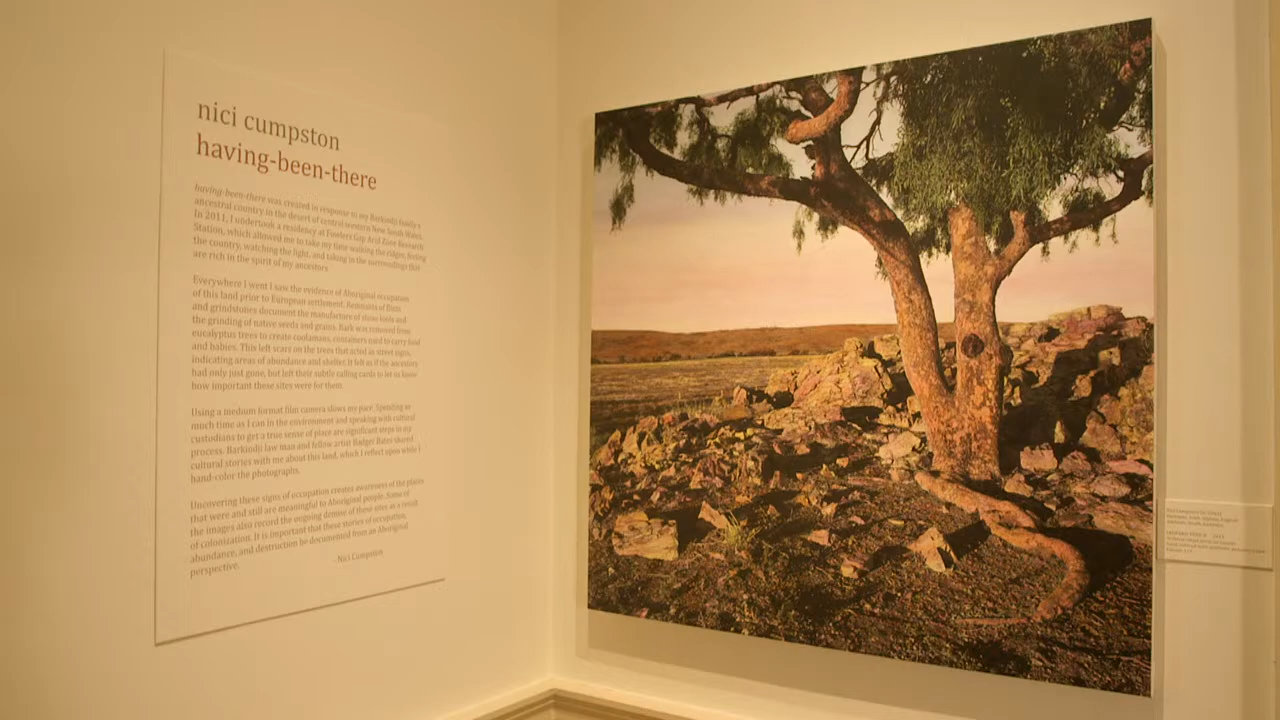 nici cumpston
having-been-there
having-been-there was created in response to my Barkindji family's
ancestral country in the desert of central western New South Wales.
In 2011, I undertook a residency at Fowlers Gap Arid Zone Research
Station, which allowed me to take my time walking the ridges, feeling
the country, watching the light, and taking in the surroundings that
are rich in the spirit of my ancestors.
Everywhere I went I saw the evidence of Aboriginal occupation
of this land prior to European settlement. Remnants of flints
and grindstones document the manufacture of stone tools and
the grinding of native seeds and grains. Bark was removed from
eucalyptus trees to create coolamons, containers used to carry food
and babies. This left scars on the trees that acted as street signs,
indicating areas of abundance and shelter. It felt as if the ancestors
had only just gone, but left their subtle calling cards to let us know
how important these sites were for them.
Using a medium format film camera slows my pace. Spending as
much time as I can in the environment and speaking with cultural
custodians to get a true sense of place are significant steps in my
process. Barkindji law man and fellow artist Badger Bates shared
cultural stories with me about this land, which I reflect upon while I
hand-color the photographs.
Uncovering these signs of occupation creates awareness of the places
that were and still are meaningful to Aboriginal people. Some of
the images also record the ongoing demise of these sites as a result
of colonization. It is important that these stories of occupation,
abundance, and destruction be documented from an Aboriginal
perspective.
- Nici Cumpston